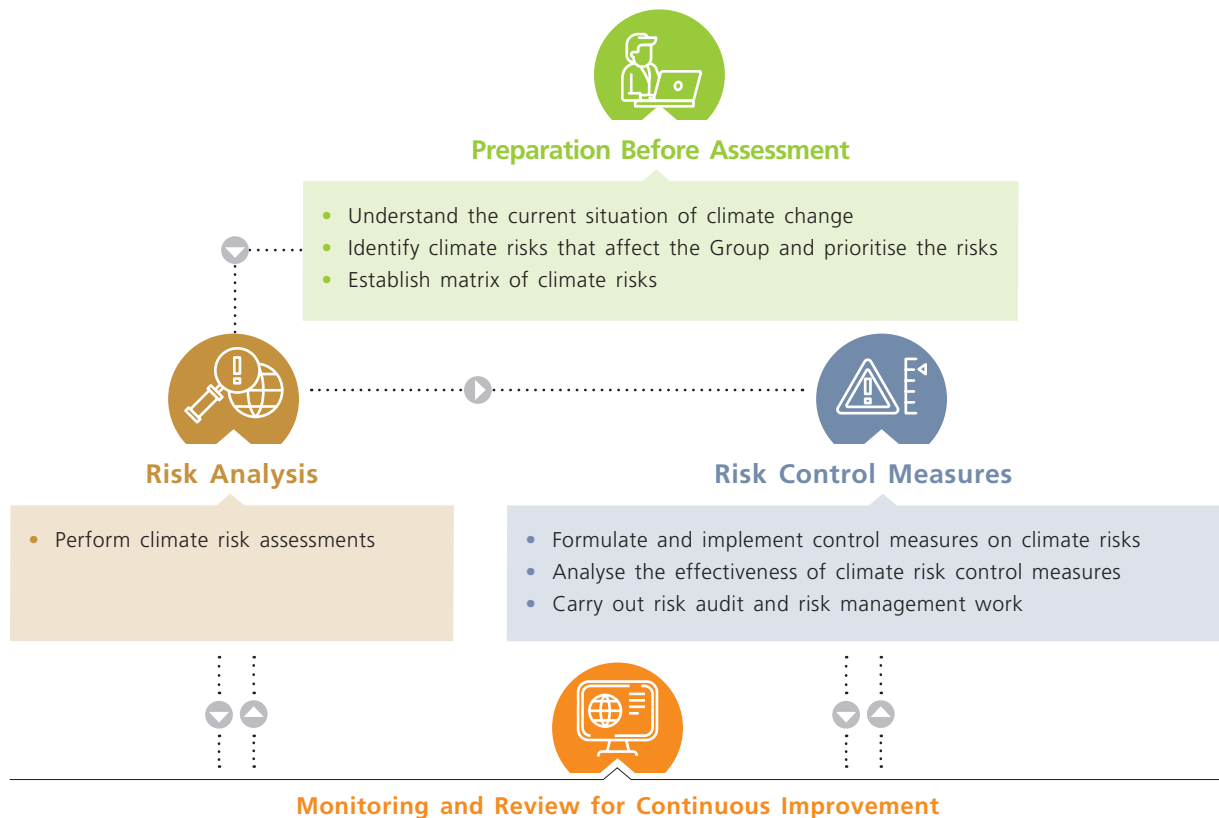 Preparation Before Assessment
• Understand the current situation of climate change
• Identify climate risks that affect the Group and prioritise the risks
• Establish matrix of climate risks
Risk Analysis
• Perform climate risk assessments
Risk Control Measures
• Formulate and implement control measures on climate risks
• Analyse the effectiveness of climate risk control measures
• Carry out risk audit and risk management work
Monitoring and Review for Continuous Improvement